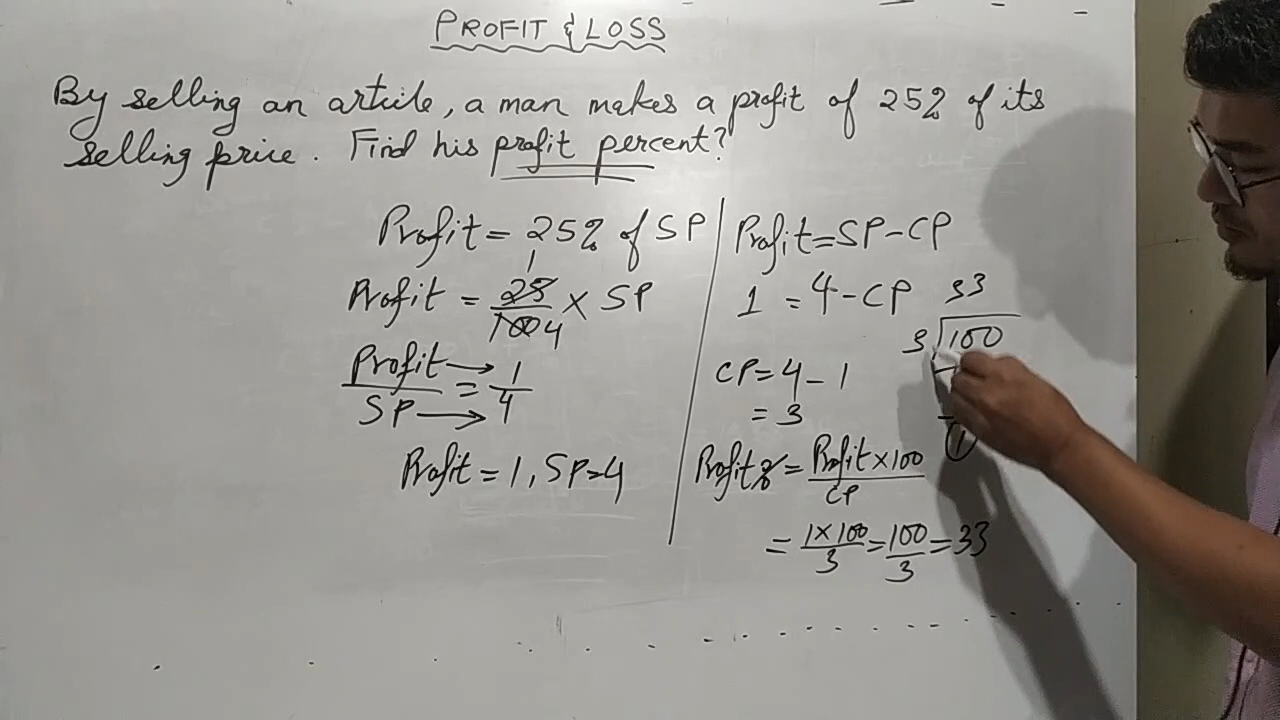 PROFIT & LOSS
By selling an article, a man makes a profit of 25% of its
selling price. Find his profit percent?
Profit = 25% of SP
Profit = 25/100 × SP
1
4
Profit → / SP → = 1/4
Profit = 1, SP = 4
Profit = SP - CP
1 = 4 - CP
CP = 4 - 1
= 3
Profit % = Profit × 100 / CP
= 1 × 100 / 3 = 100 / 3 = 33
33
3 100
1